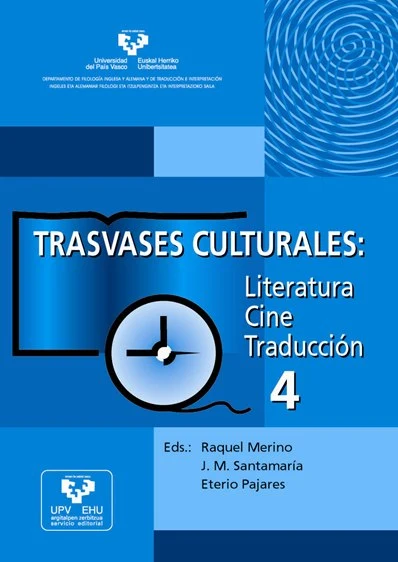 Universidad
del País Vasco
Euskal Herriko
Unibertsitatea
DEPARTAMENTO DE FILOLOGÍA INGLESA Y ALEMANA Y DE TRADUCCIÓN E INTERPRETACIÓN
INGELES ETA ALEMANIAR FILOLOGI ETA ITZULPENGINTZA ETA INTERPRETAZIO SAILA
TRASVASES CULTURALES:
Literatura
Cine
Traducción
4
Eds.: Raquel Merino
J. M. Santamaría
Eterio Pajares
UPV EHU
argitalpen zerbitzua
servicio editorial